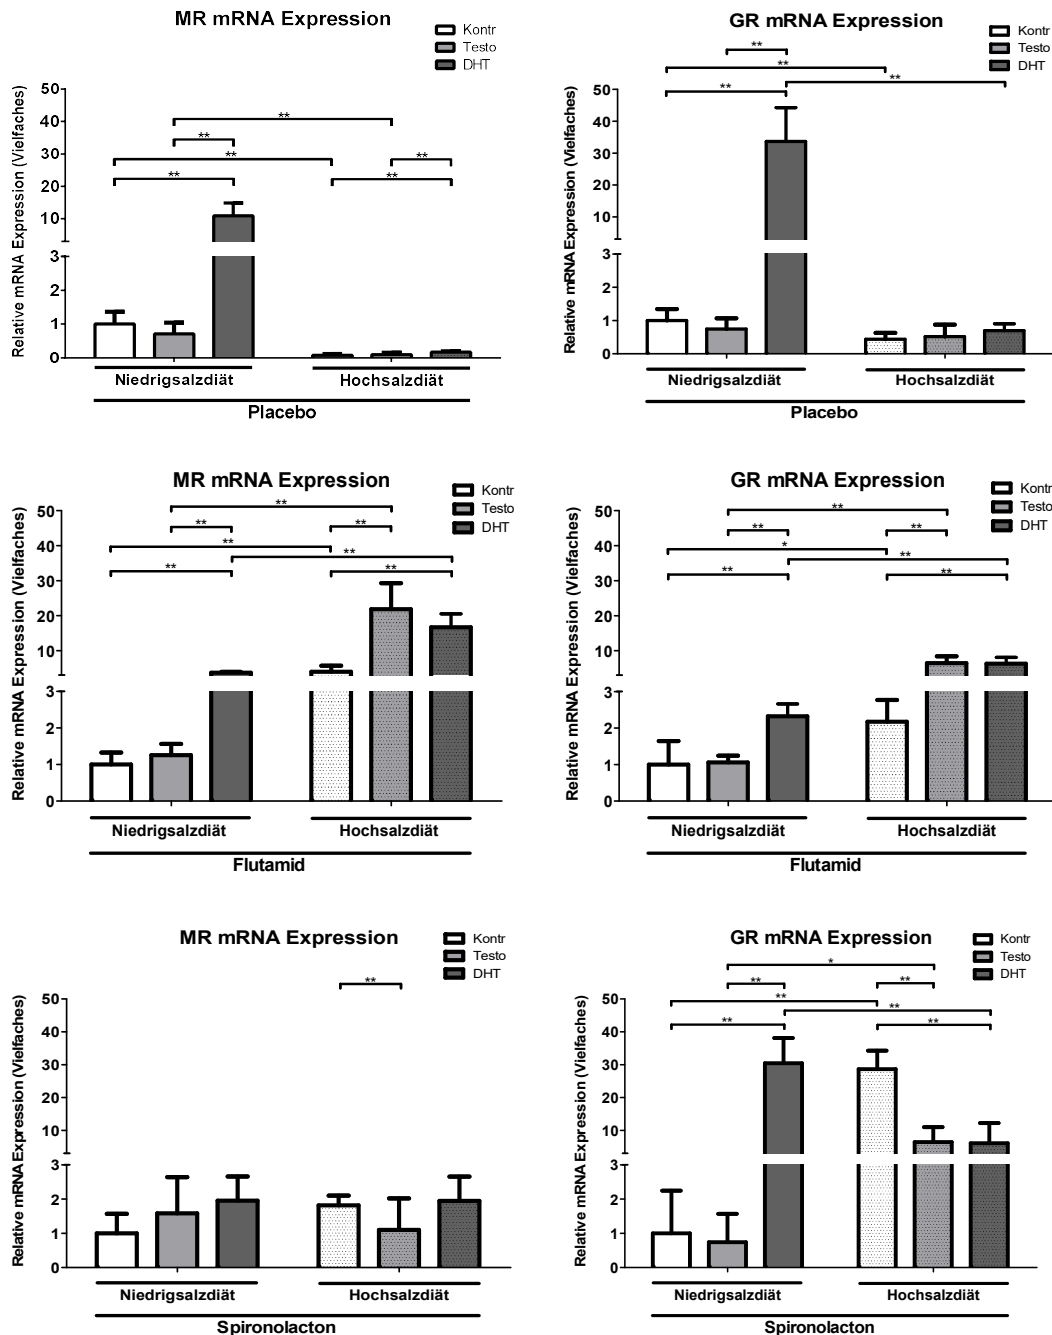 MR mRNA Expression
Kontr
Testo
DHT
Relative mRNA Expression (Vielfaches)
50
40
30
20
10
3
2
1
0
**
**
**
**
**
**
Niedrigsalzdiät Hochsalzdiät
Placebo
GR mRNA Expression
Kontr
Testo
DHT
Relative mRNA Expression (Vielfaches)
50
40
30
20
10
3
2
1
0
**
**
**
**
Niedrigsalzdiät Hochsalzdiät
Placebo
MR mRNA Expression
Kontr
Testo
DHT
Relative mRNA Expression (Vielfaches)
50
40
30
20
10
3
2
1
0
**
** **
**
**
** **
Niedrigsalzdiät Hochsalzdiät
Flutamid
GR mRNA Expression
Kontr
Testo
DHT
Relative mRNA Expression (Vielfaches)
50
40
30
20
10
3
2
1
0
**
** **
*
**
** **
Niedrigsalzdiät Hochsalzdiät
Flutamid
MR mRNA Expression
Kontr
Testo
DHT
Relative mRNA Expression (Vielfaches)
50
40
30
20
10
3
2
1
0
**
Niedrigsalzdiät Hochsalzdiät
Spironolacton
GR mRNA Expression
Kontr
Testo
DHT
Relative mRNA Expression (Vielfaches)
50
40
30
20
10
3
2
1
0
*
** **
**
**
** **
Niedrigsalzdiät Hochsalzdiät
Spironolacton